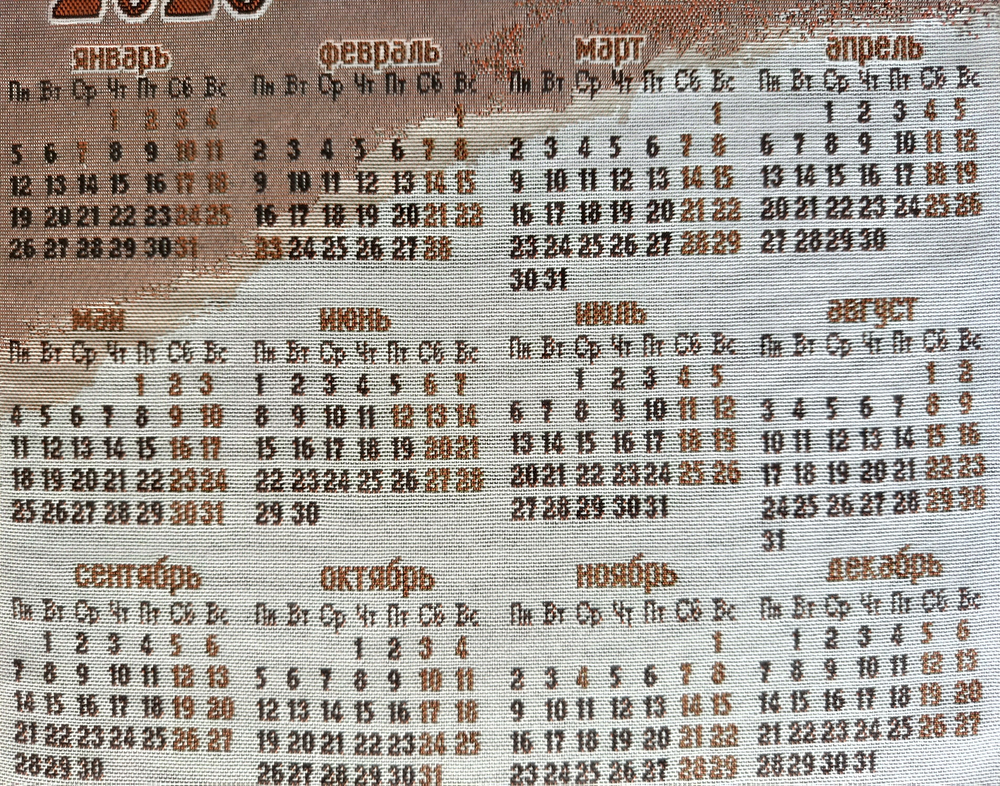 2026
январь
Пн Вт Ср Чт Пт Сб Вс
1 2 3 4
5 6 7 8 9 10 11
12 13 14 15 16 17 18
19 20 21 22 23 24 25
26 27 28 29 30 31
февраль
Пн Вт Ср Чт Пт Сб Вс
1
2 3 4 5 6 7 8
9 10 11 12 13 14 15
16 17 18 19 20 21 22
23 24 25 26 27 28
март
Пн Вт Ср Чт Пт Сб Вс
1
2 3 4 5 6 7 8
9 10 11 12 13 14 15
16 17 18 19 20 21 22
23 24 25 26 27 28 29
30 31
апрель
Пн Вт Ср Чт Пт Сб Вс
1 2 3 4 5
6 7 8 9 10 11 12
13 14 15 16 17 18 19
20 21 22 23 24 25 26
27 28 29 30
май
Пн Вт Ср Чт Пт Сб Вс
1 2 3
4 5 6 7 8 9 10
11 12 13 14 15 16 17
18 19 20 21 22 23 24
25 26 27 28 29 30 31
июнь
Пн Вт Ср Чт Пт Сб Вс
1 2 3 4 5 6 7
8 9 10 11 12 13 14
15 16 17 18 19 20 21
22 23 24 25 26 27 28
29 30
июль
Пн Вт Ср Чт Пт Сб Вс
1 2 3 4 5
6 7 8 9 10 11 12
13 14 15 16 17 18 19
20 21 22 23 24 25 26
27 28 29 30 31
август
Пн Вт Ср Чт Пт Сб Вс
1 2
3 4 5 6 7 8 9
10 11 12 13 14 15 16
17 18 19 20 21 22 23
24 25 26 27 28 29 30
31
сентябрь
Пн Вт Ср Чт Пт Сб Вс
1 2 3 4 5 6
7 8 9 10 11 12 13
14 15 16 17 18 19 20
21 22 23 24 25 26 27
28 29 30
октябрь
Пн Вт Ср Чт Пт Сб Вс
1 2 3 4
5 6 7 8 9 10 11
12 13 14 15 16 17 18
19 20 21 22 23 24 25
26 27 28 29 30 31
ноябрь
Пн Вт Ср Чт Пт Сб Вс
1
2 3 4 5 6 7 8
9 10 11 12 13 14 15
16 17 18 19 20 21 22
23 24 25 26 27 28 29
декабрь
Пн Вт Ср Чт Пт Сб Вс
1 2 3 4 5 6
7 8 9 10 11 12 13
14 15 16 17 18 19 20
21 22 23 24 25 26 27
28 29 30 31